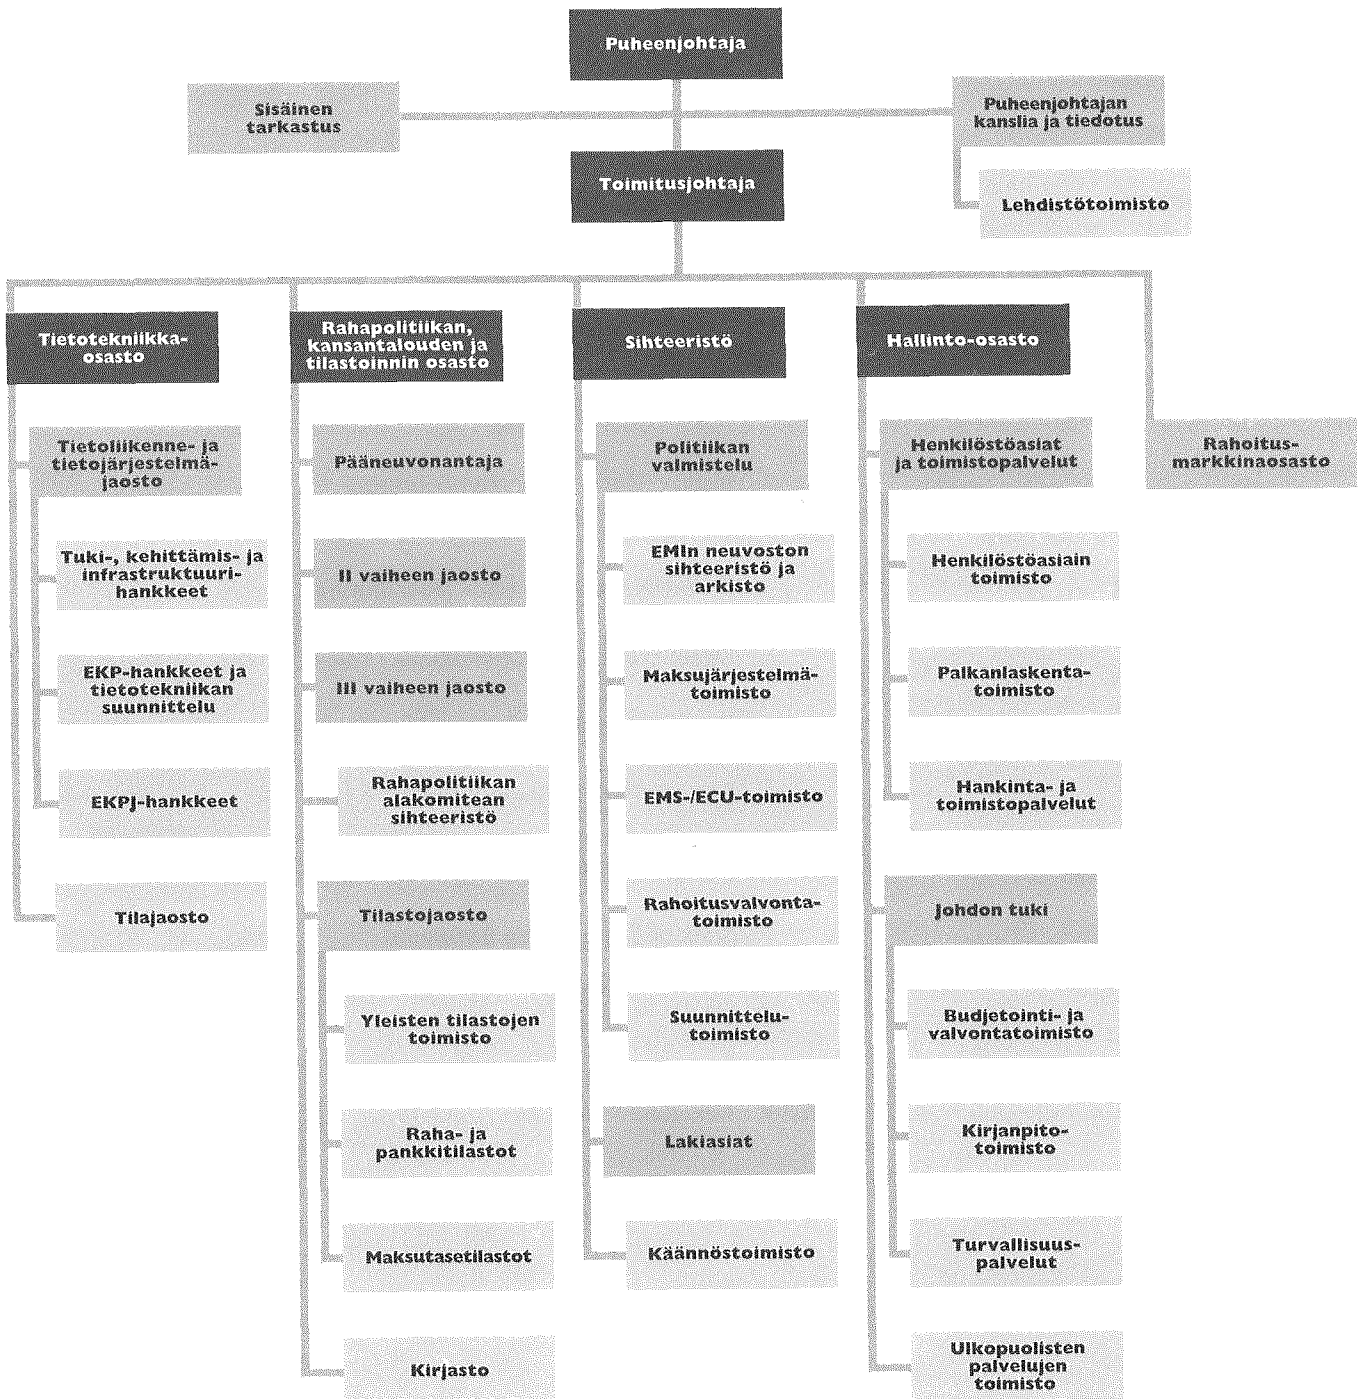 Puheenjohtaja
Sisäinen
tarkastus
Puheenjohtajan
kanslia ja tiedotus
Toimitusjohtaja
Lehdistötoimisto
Tietotekniikka-
osasto
Tietoliikenne- ja
tietojärjestelmä-
jaosto
Tuki-, kehittämis- ja
infrastruktuuri-
hankkeet
EKP-hankkeet ja
tietotekniikan
suunnittelu
EKPJ-hankkeet
Tilajaosto
Rahapolitiikan,
kansantalouden ja
tilastoinnin osasto
Pääneuvonantaja
II vaiheen jaosto
III vaiheen jaosto
Rahapolitiikan
alakomitean
sihteeristö
Tilastojaosto
Yleisten tilastojen
toimisto
Raha- ja
pankkitilastot
Maksutasetilastot
Kirjasto
Sihteeristö
Politiikan
valmistelu
EMIn neuvoston
sihteeristö ja
arkisto
Maksujärjestelmä-
toimisto
EMS-/ECU-toimisto
Rahoitusvalvonta-
toimisto
Suunnittelu-
toimisto
Lakiasiat
Käännöstoimisto
Hallinto-osasto
Henkilöstöasiat
ja toimistopalvelut
Henkilöstöasiain
toimisto
Palkanlaskenta-
toimisto
Hankinta- ja
toimistopalvelut
Johdon tuki
Budjetointi- ja
valvontatoimisto
Kirjanpito-
toimisto
Turvallisuus-
palvelut
Ulkopuolisten
palvelujen
toimisto
Rahoitus-
markkinaosasto